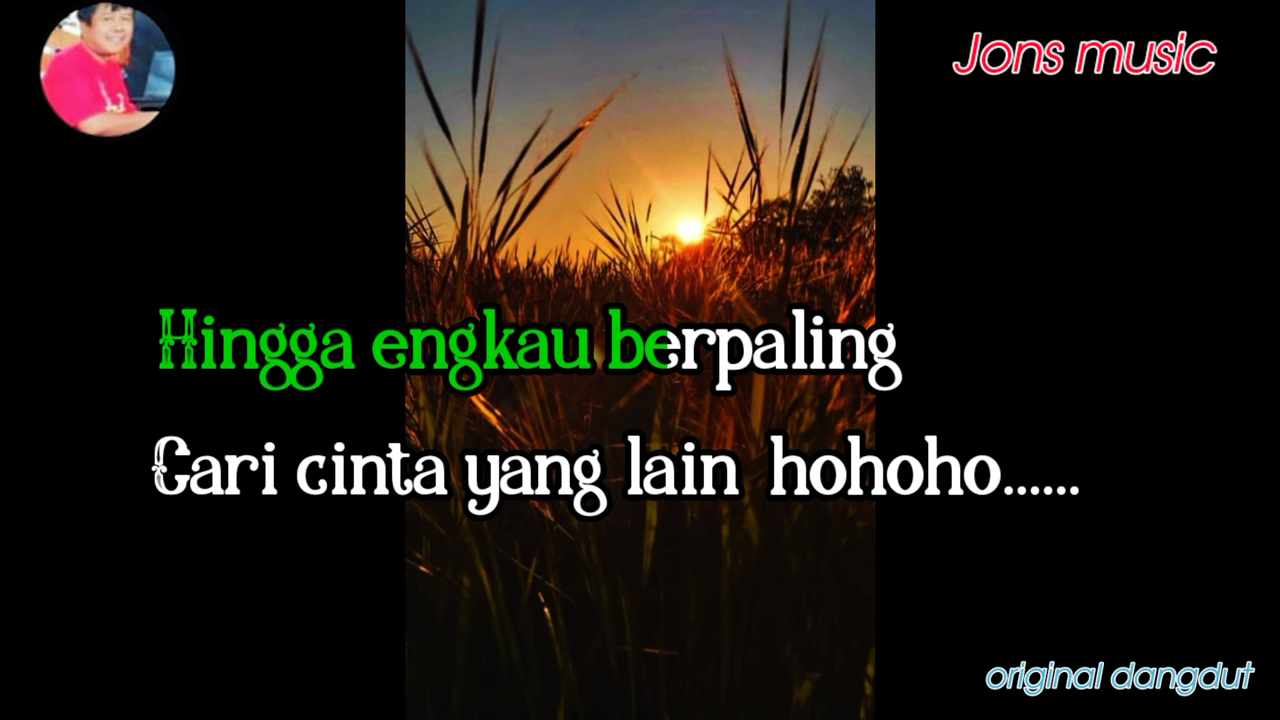 Jons music
Hingga engkau berpaling
Cari cinta yang lain hohoho......
original dangdut